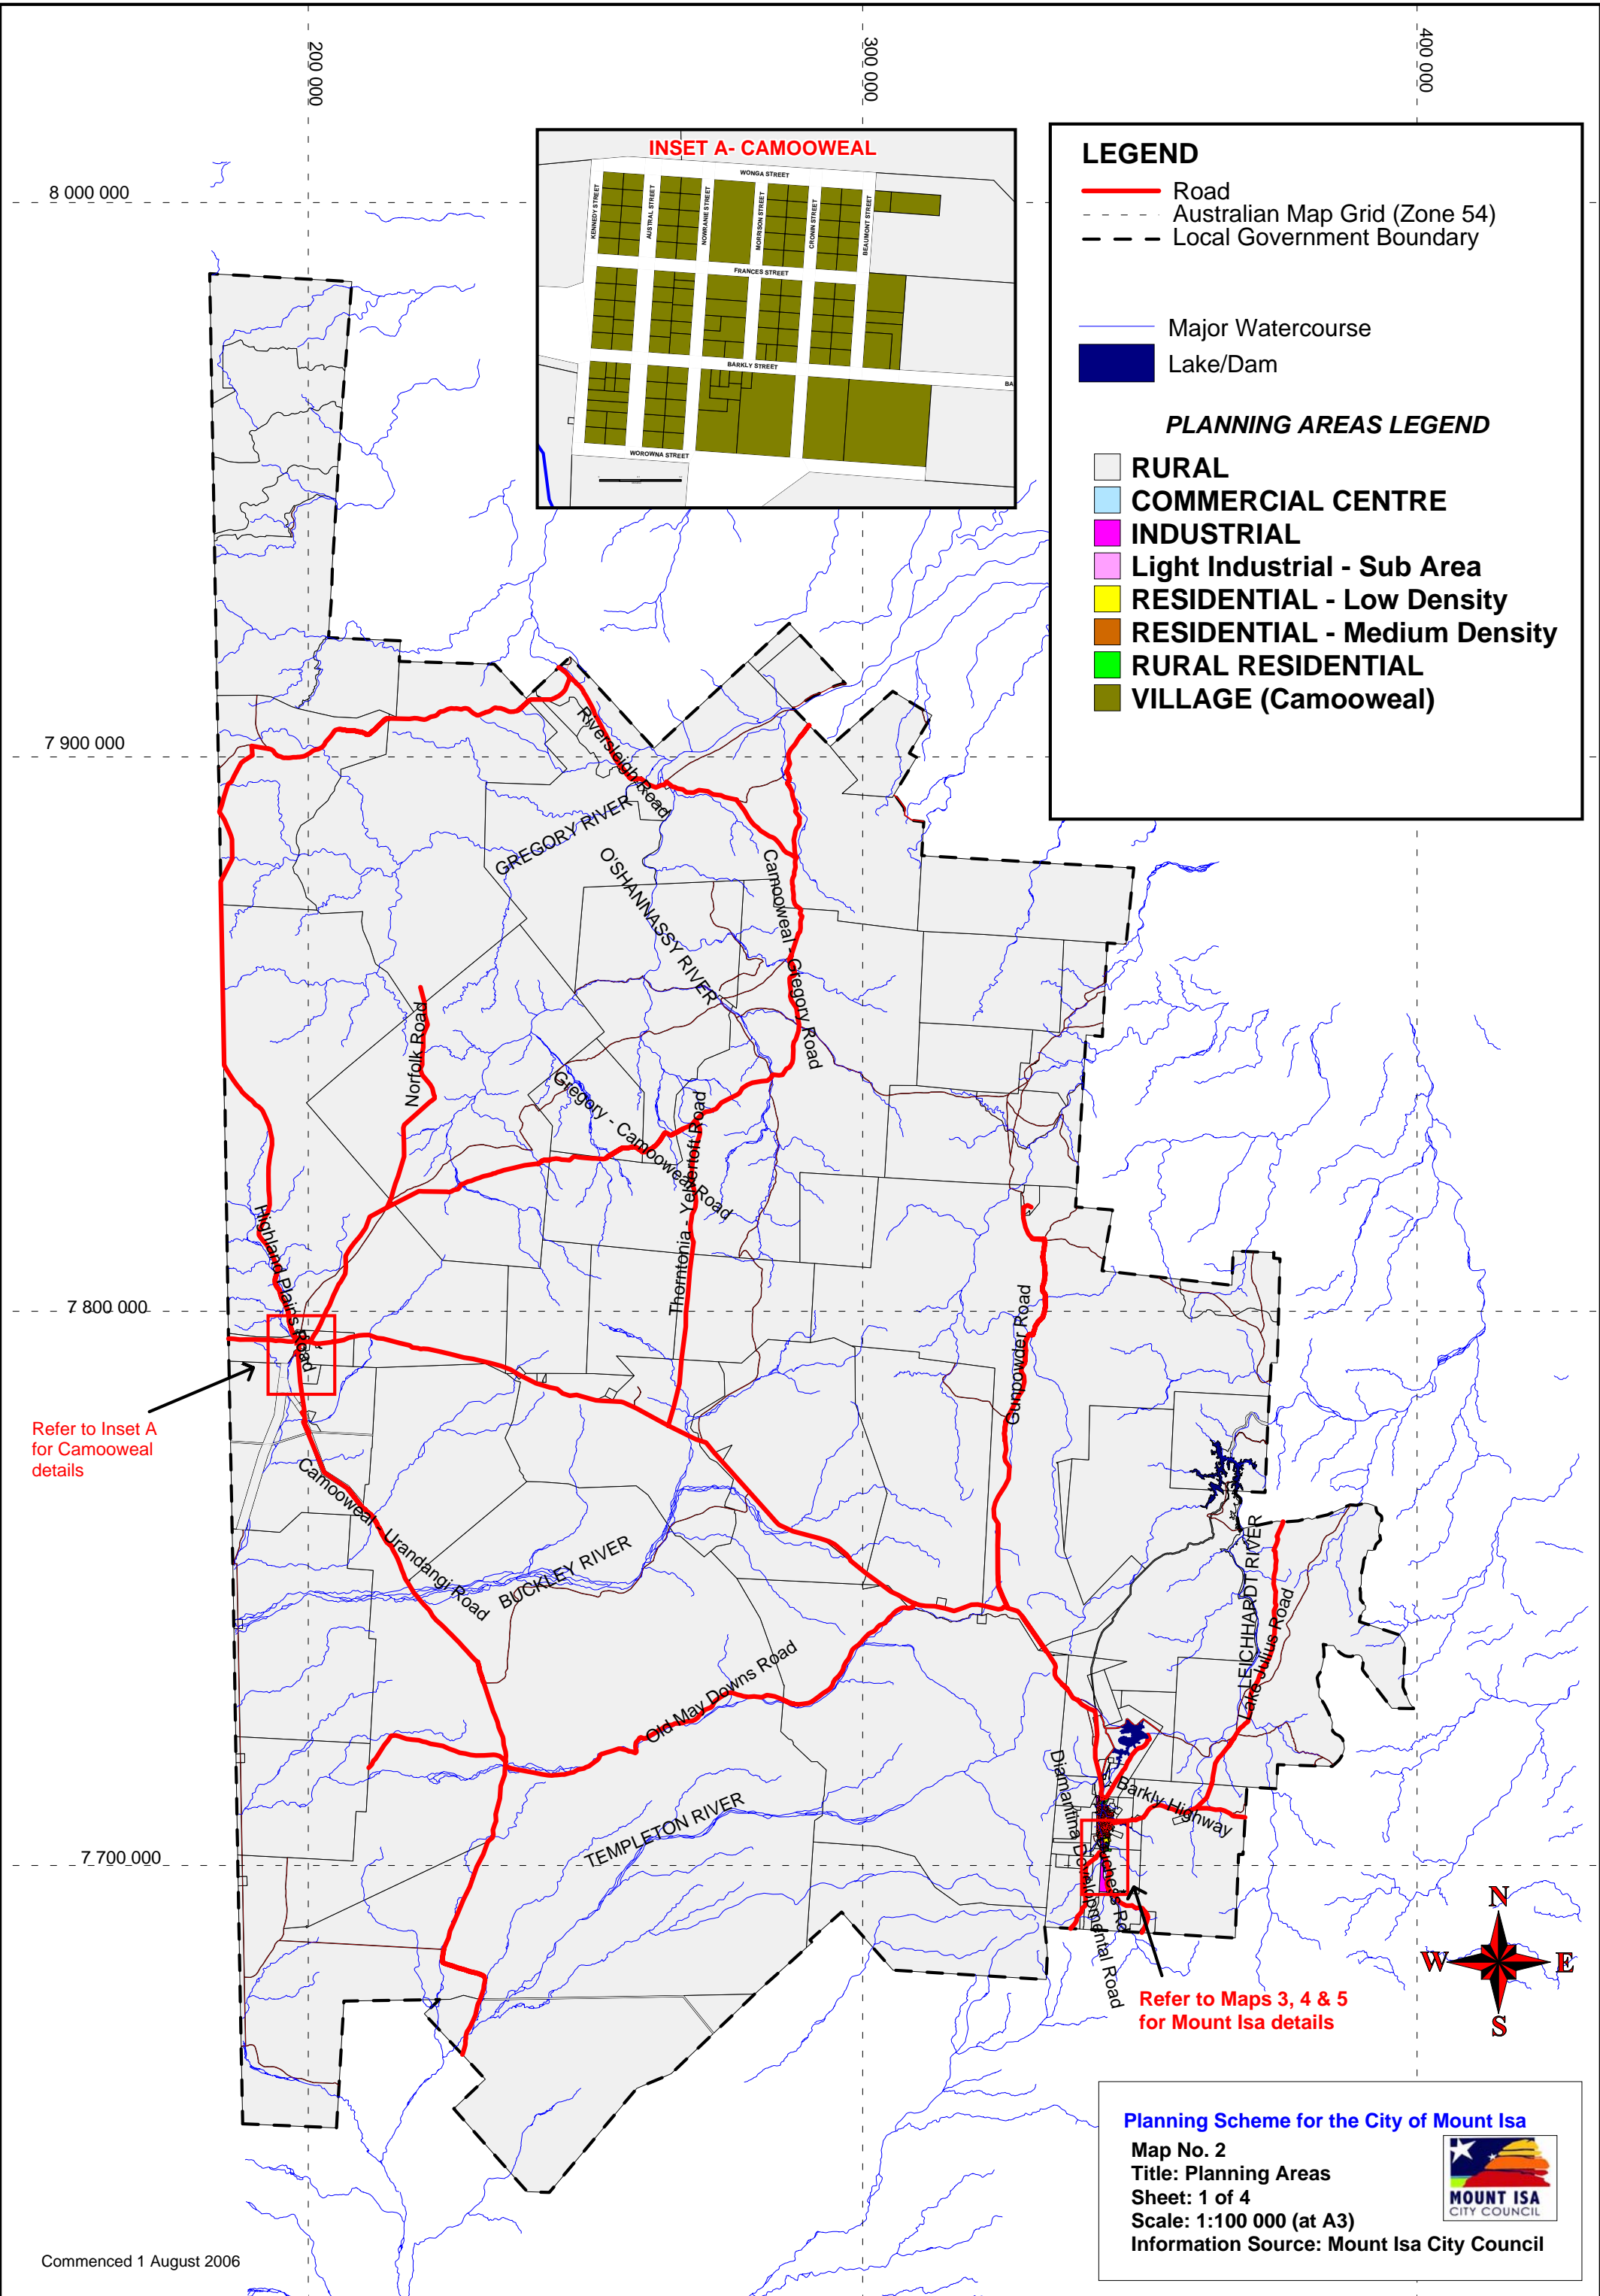 200 000
300 000
400 000
8 000 000
7 900 000
7 800 000
7 700 000
INSET A- CAMOOWEAL
WONGA STREET
KENNEDY STREET
AUSTRAL STREET
NOWRANIE STREET
MORRISON STREET
CRONIN STREET
BEAUMONT STREET
FRANCES STREET
BARKLY STREET
BA
WOROWNA STREET
LEGEND
Road
Australian Map Grid (Zone 54)
Local Government Boundary
Major Watercourse
Lake/Dam
PLANNING AREAS LEGEND
RURAL
COMMERCIAL CENTRE
INDUSTRIAL
Light Industrial - Sub Area
RESIDENTIAL - Low Density
RESIDENTIAL - Medium Density
RURAL RESIDENTIAL
VILLAGE (Camooweal)
Riversleigh Road
GREGORY RIVER
O'SHANNASSY RIVER
Camooweal - Gregory Road
Norfolk Road
Gregory - Camooweal Road
Thorntonia - Yelvertoft Road
Highland Plains Road
Gunpowder Road
Refer to Inset A
for Camooweal
details
Camooweal - Urandangi Road
BUCKLEY RIVER
LEICHHARDT RIVER
Lake Julius Road
Old May Downs Road
TEMPLETON RIVER
Barkly Highway
Diamantina Developmental Road
Refer to Maps 3, 4 & 5
for Mount Isa details
N
W
E
S
Planning Scheme for the City of Mount Isa
Map No. 2
Title: Planning Areas
Sheet: 1 of 4
Scale: 1:100 000 (at A3)
Information Source: Mount Isa City Council
MOUNT ISA
CITY COUNCIL
Commenced 1 August 2006